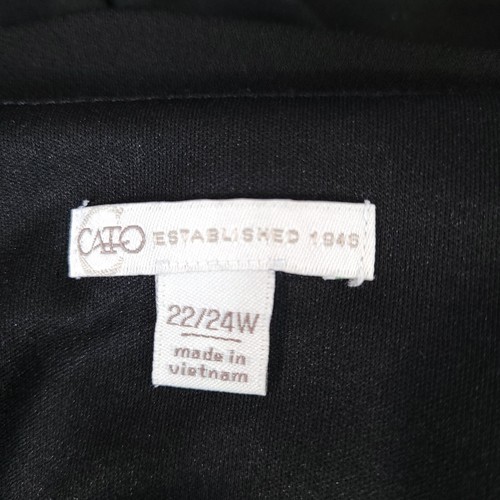 CATO ESTABLISHED 1946
22/24W
made in
vietnam